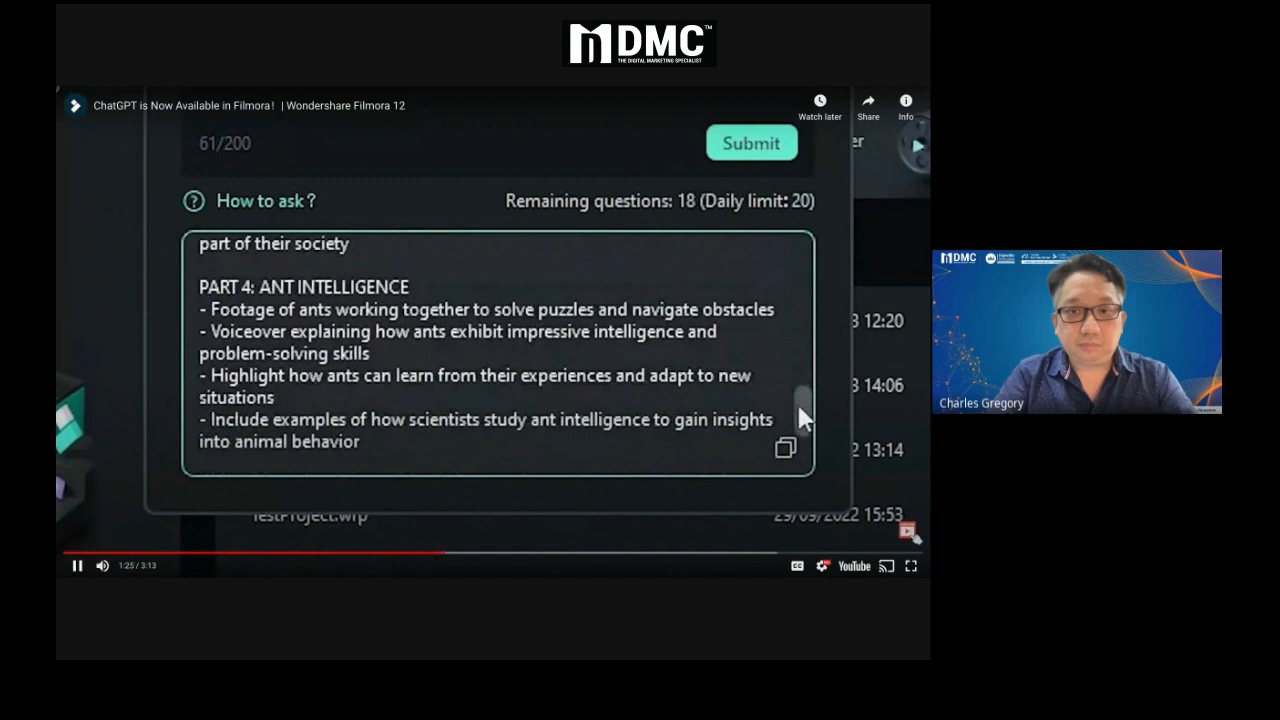 DMC™
THE DIGITAL MARKETING SPECIALIST
ChatGPT is Now Available in Filmora! | Wondershare Filmora 12
Watch later
Share
Info
61/200
Submit
er
How to ask?
Remaining questions: 18 (Daily limit: 20)
part of their society
PART 4: ANT INTELLIGENCE
- Footage of ants working together to solve puzzles and navigate obstacles
- Voiceover explaining how ants exhibit impressive intelligence and
problem-solving skills
- Highlight how ants can learn from their experiences and adapt to new
situations
- Include examples of how scientists study ant intelligence to gain insights
into animal behavior
3 12:20
3 14:06
2 13:14
TestProject.wfp
29/09/2022 15:53
1:25 / 3:13
CC
YouTube
DMC
Charles Gregory